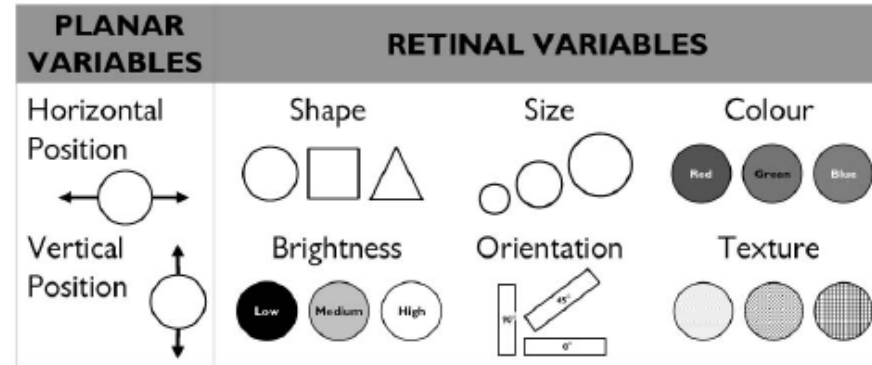 PLANAR
VARIABLES
RETINAL VARIABLES
Horizontal
Position
Vertical
Position
Shape
Size
Colour
Red
Green
Blue
Brightness
Orientation
Texture
Low
Medium
High
90°
45°
0°